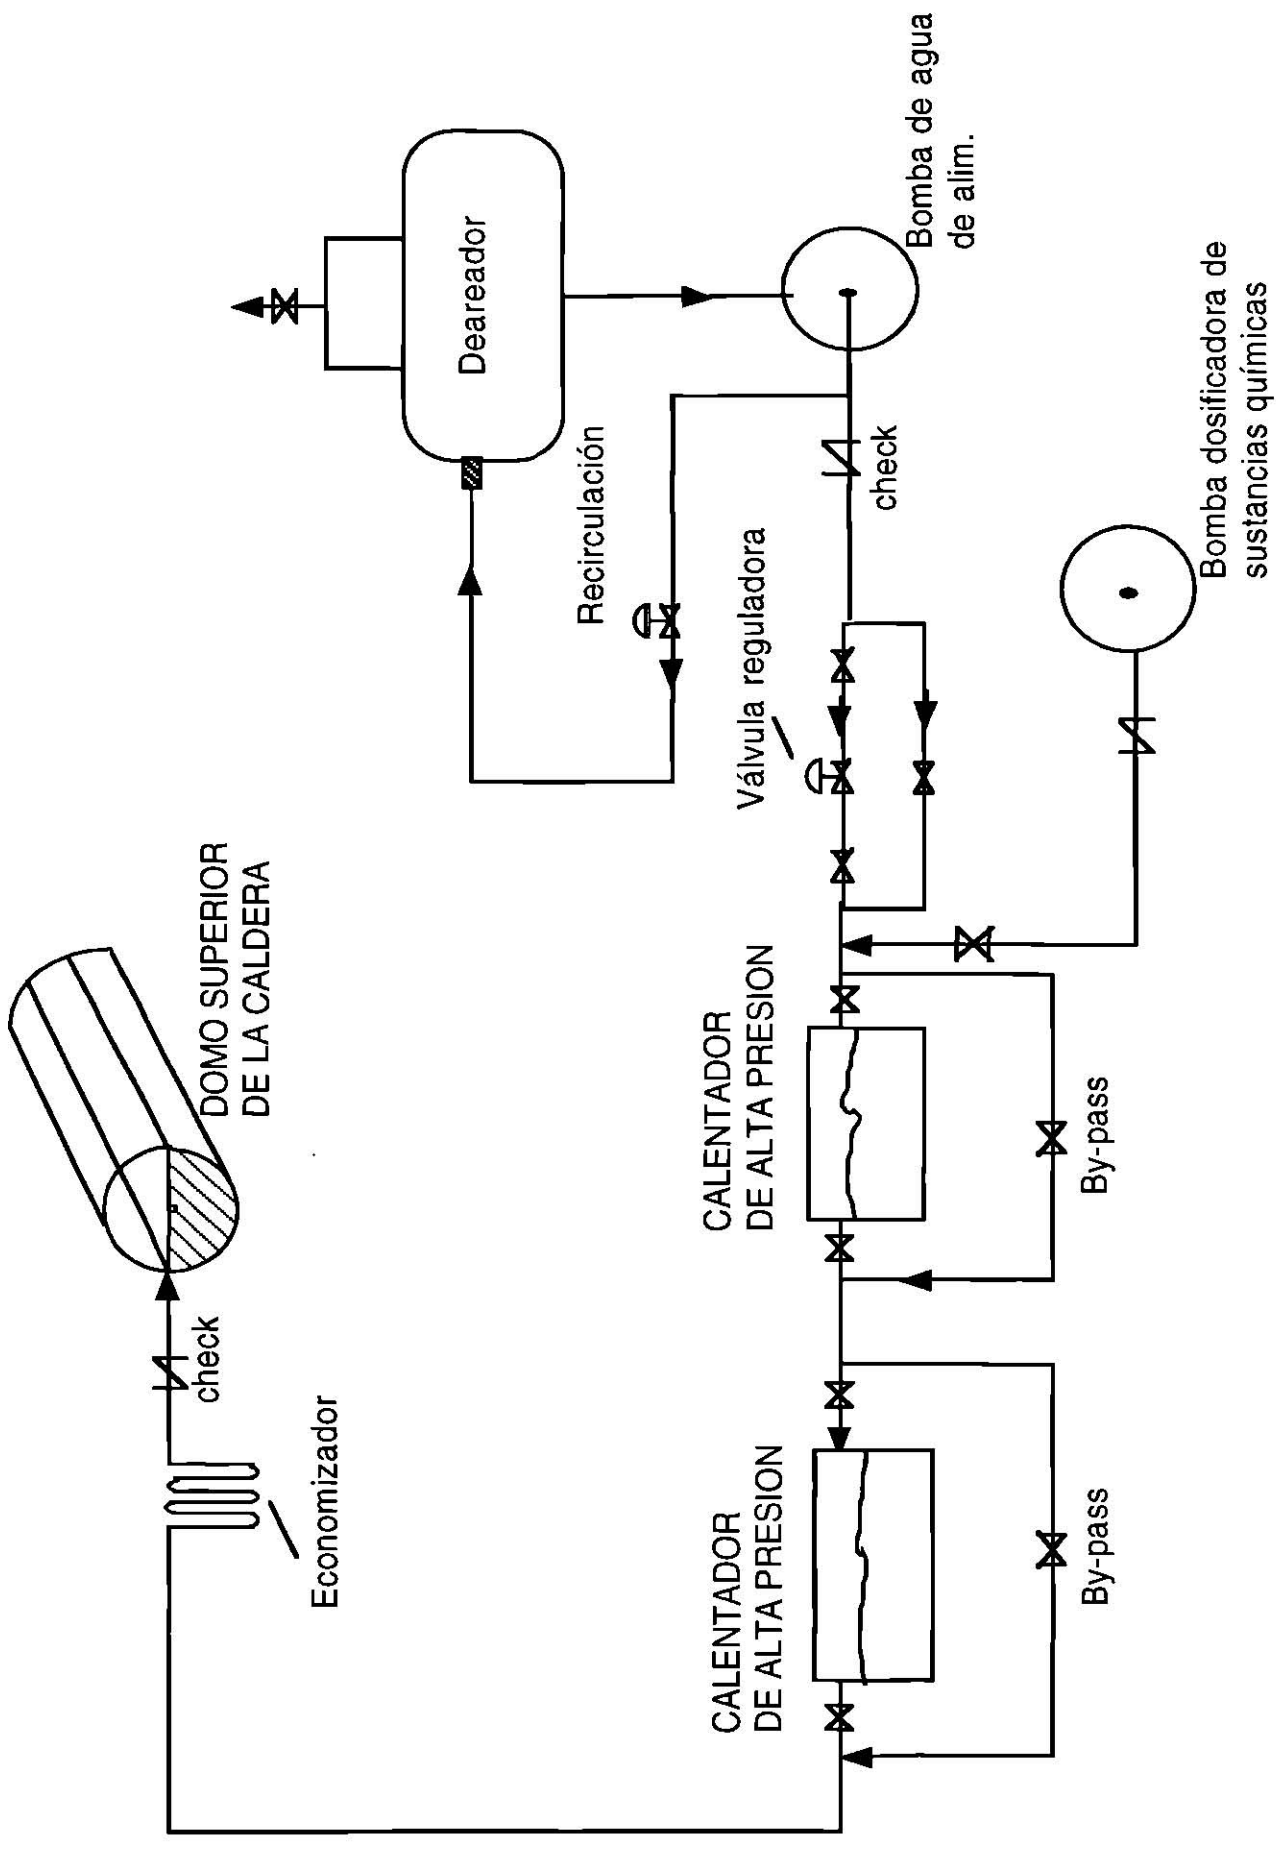 DOMO SUPERIOR
DE LA CALDERA
check
Economizador
Deareador
Recirculación
Bomba de agua
de alim.
check
Válvula reguladora
Bomba dosificadora de
sustancias químicas
CALENTADOR
DE ALTA PRESION
By-pass
CALENTADOR
DE ALTA PRESION
By-pass